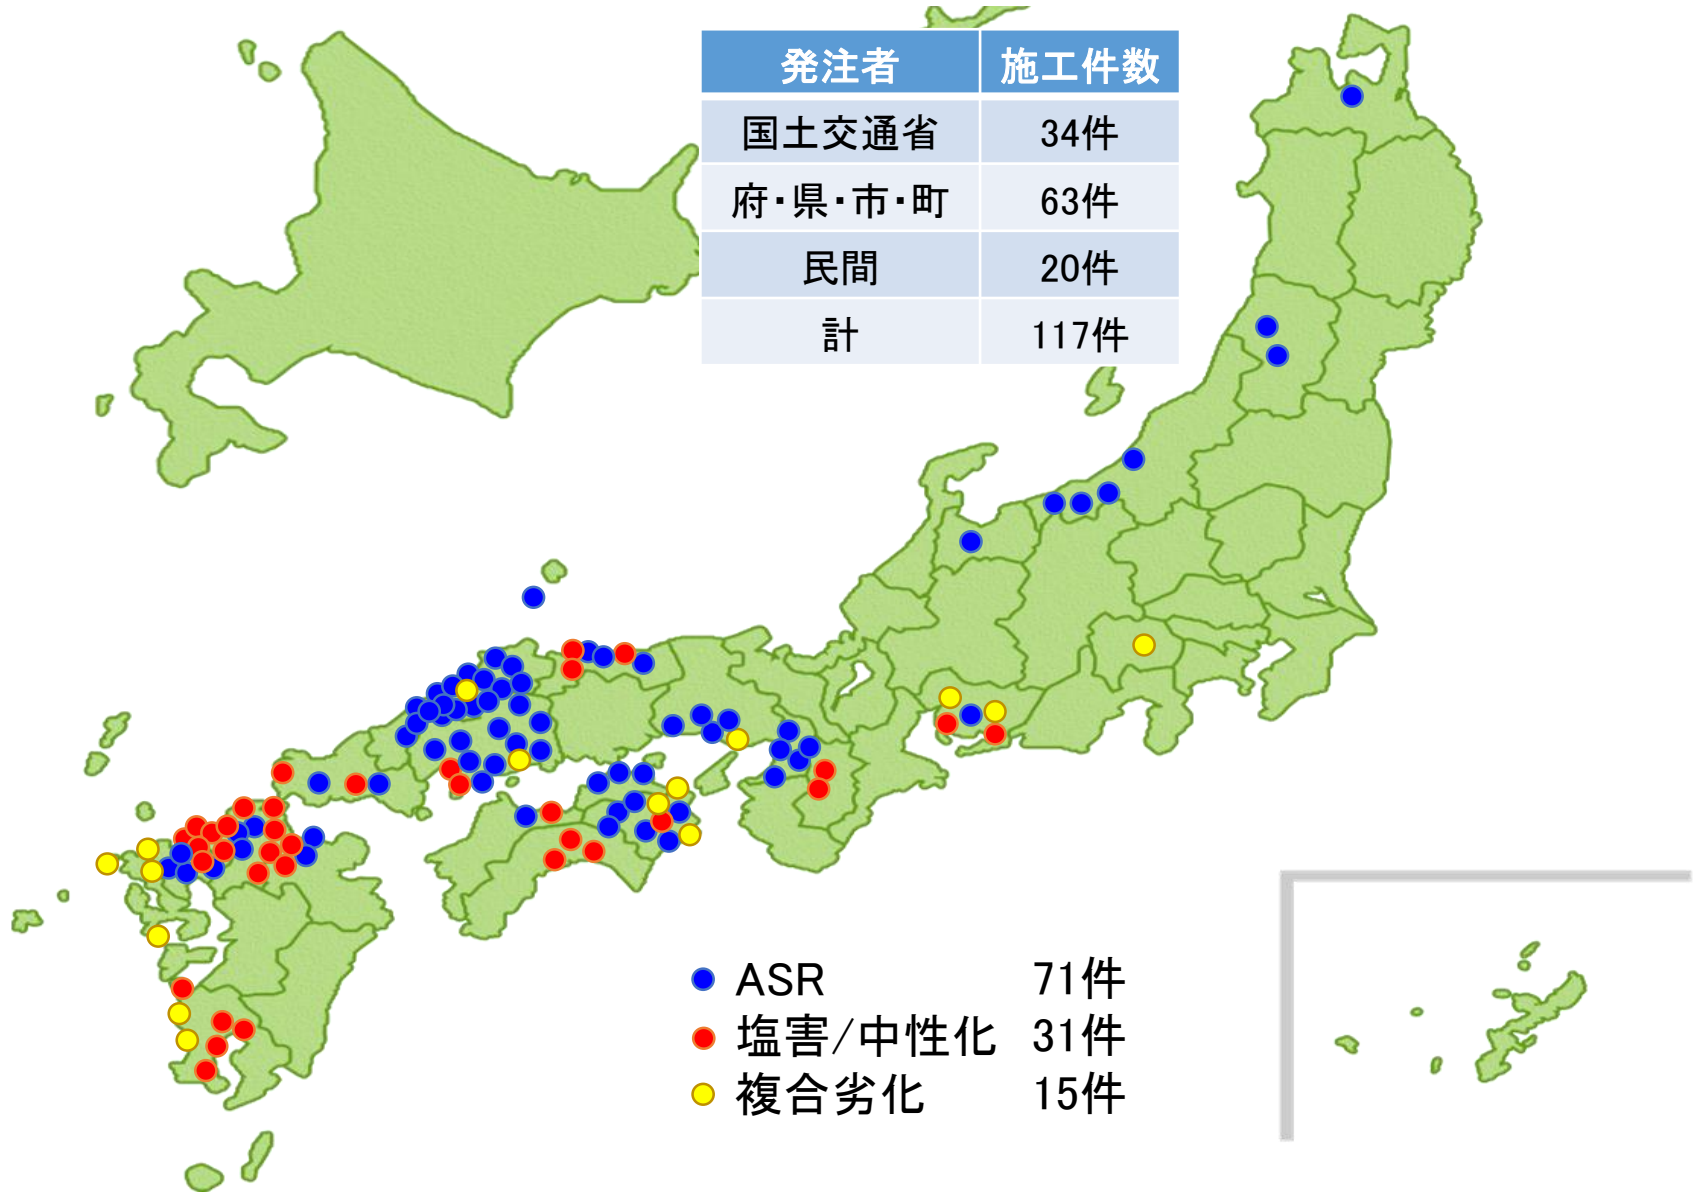 発注者 施工件数
国土交通省 34件
府・県・市・町 63件
民間 20件
計 117件
ASR 71件
塩害/中性化 31件
複合劣化 15件